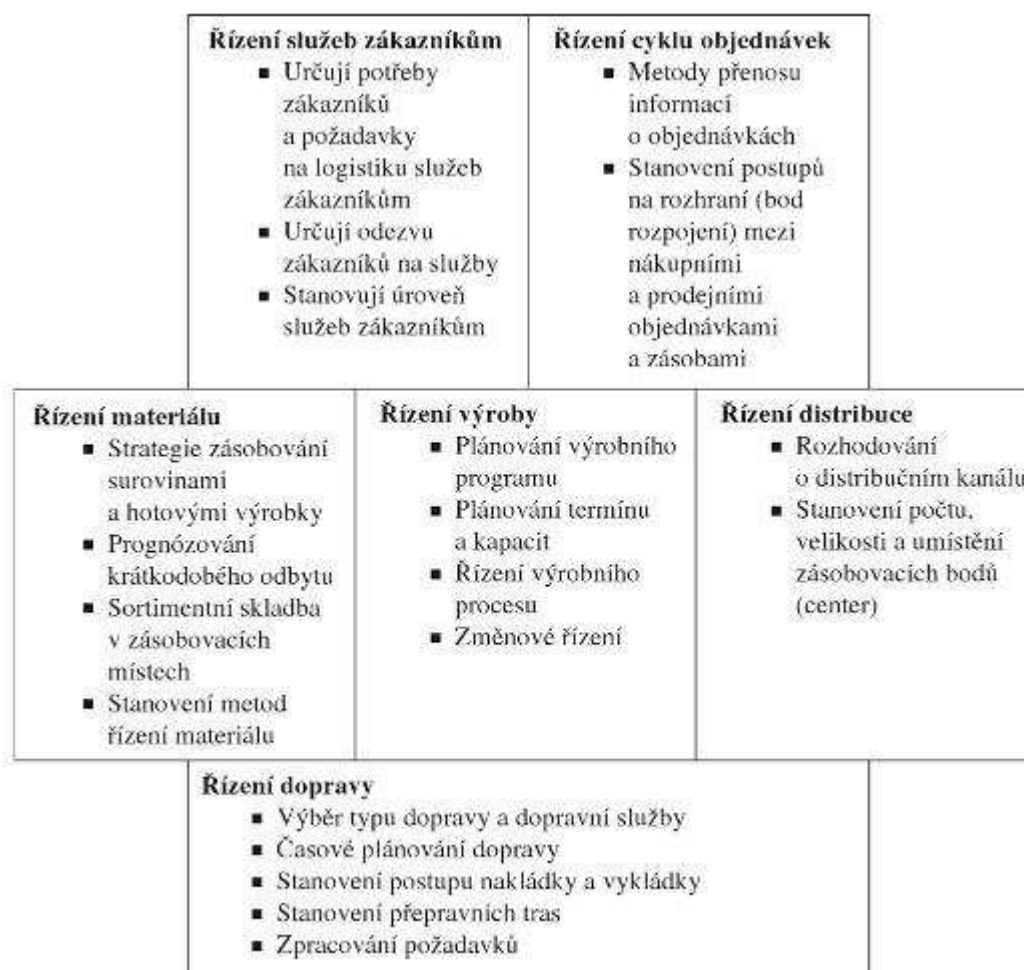 Řízení služeb zákazníkům
■ Určují potřeby
zákazníků
a požadavky
na logistiku služeb
zákazníkům
■ Určují odezvu
zákazníků na služby
■ Stanovují úroveň
služeb zákazníkům
Řízení cyklu objednávek
■ Metody přenosu
informací
o objednávkách
■ Stanovení postupů
na rozhraní (bod
rozpojení) mezi
nákupními
a prodejními
objednávkami
a zásobami
Řízení materiálu
■ Strategie zásobování
surovinami
a hotovými výrobky
■ Prognózování
krátkodobého odbytu
■ Sortimentní skladba
v zásobovacích
místech
■ Stanovení metod
řízení materiálu
Řízení výroby
■ Plánování výrobního
programu
■ Plánování termínu
a kapacit
■ Řízení výrobního
procesu
■ Změnové řízení
Řízení distribuce
■ Rozhodování
o distribučním kanálu
■ Stanovení počtu,
velikosti a umístění
zásobovacích bodů
(center)
Řízení dopravy
■ Výběr typu dopravy a dopravní služby
■ Časové plánování dopravy
■ Stanovení postupu nakládky a vykládky
■ Stanovení přepravních tras
■ Zpracování požadavků